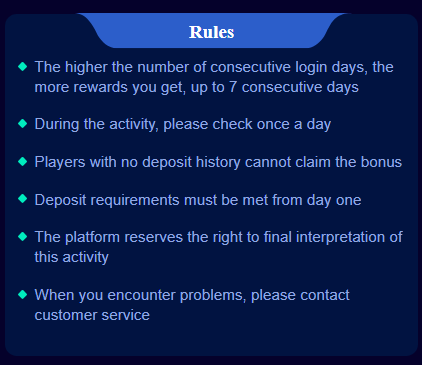 Rules
The higher the number of consecutive login days, the
more rewards you get, up to 7 consecutive days
During the activity, please check once a day
Players with no deposit history cannot claim the bonus
Deposit requirements must be met from day one
The platform reserves the right to final interpretation of
this activity
When you encounter problems, please contact
customer service